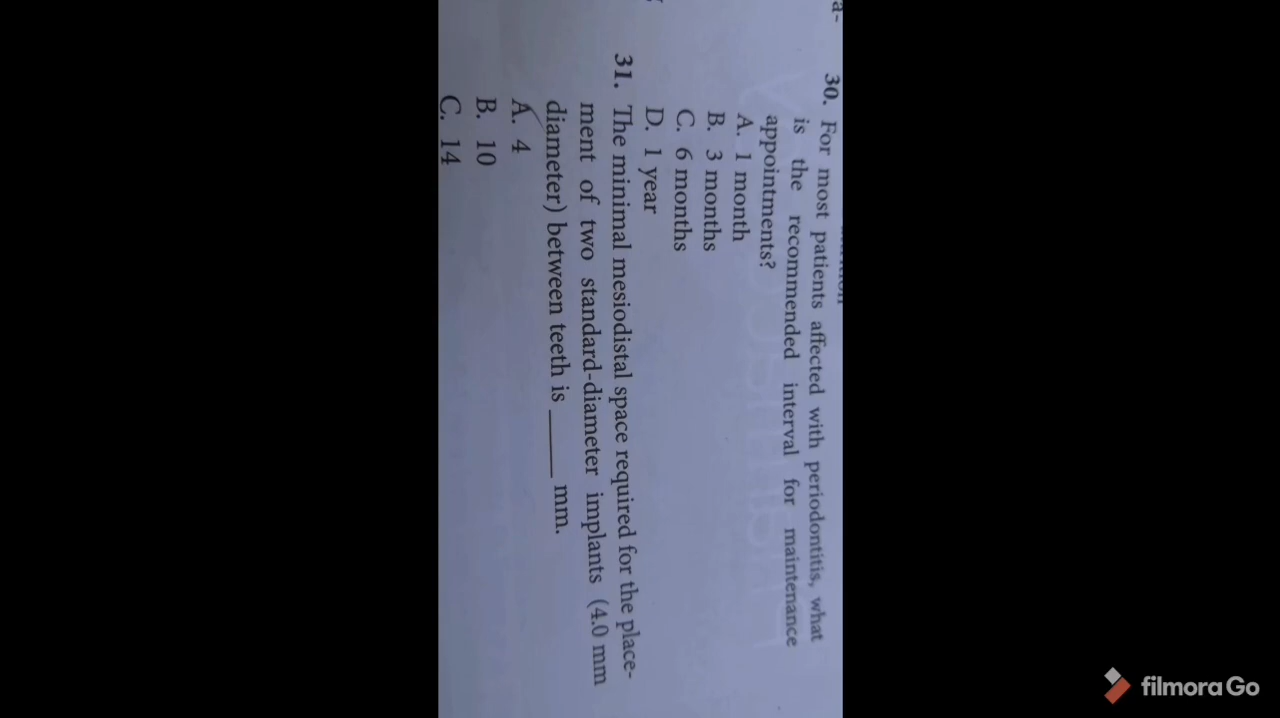 a-
30. For most patients affected with periodontitis, what
is the recommended interval for maintenance
appointments?
A. 1 month
B. 3 months
C. 6 months
D. 1 year
31. The minimal mesiodistal space required for the place-
ment of two standard-diameter implants (4.0 mm
diameter) between teeth is _____ mm.
A. 4
B. 10
C. 14
filmora Go